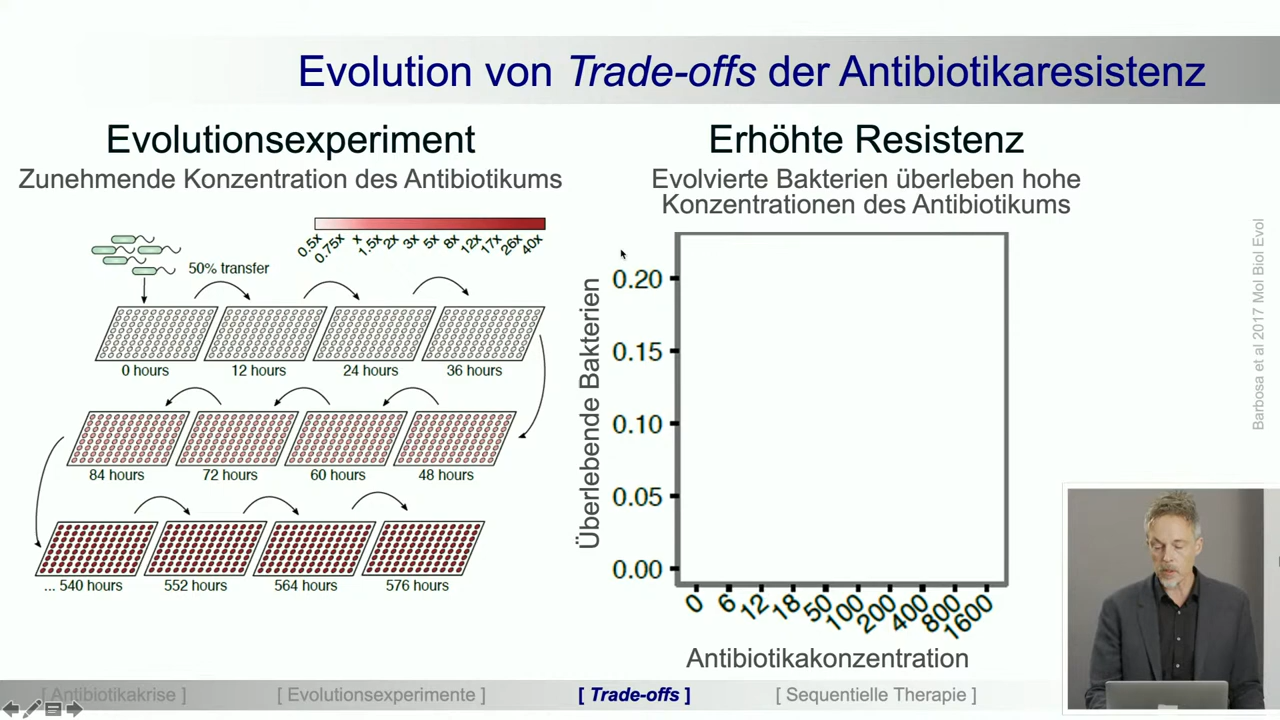 Evolution von Trade-offs der Antibiotikaresistenz
Evolutionsexperiment
Zunehmende Konzentration des Antibiotikums
0.5x 0.75x x 1.5x 2x 3x 5x 8x 12x 17x 26x 40x
50% transfer
0 hours 12 hours 24 hours 36 hours
84 hours 72 hours 60 hours 48 hours
... 540 hours 552 hours 564 hours 576 hours
Erhöhte Resistenz
Evolvierte Bakterien überleben hohe
Konzentrationen des Antibiotikums
Überlebende Bakterien
0.20
0.15
0.10
0.05
0.00
0 6 12 18 50 100 200 400 800 1600
Antibiotikakonzentration
Barbosa et al 2017 Mol Biol Evol
[ Antibiotikakrise ] [ Evolutionsexperimente ] [ Trade-offs ] [ Sequentielle Therapie ]